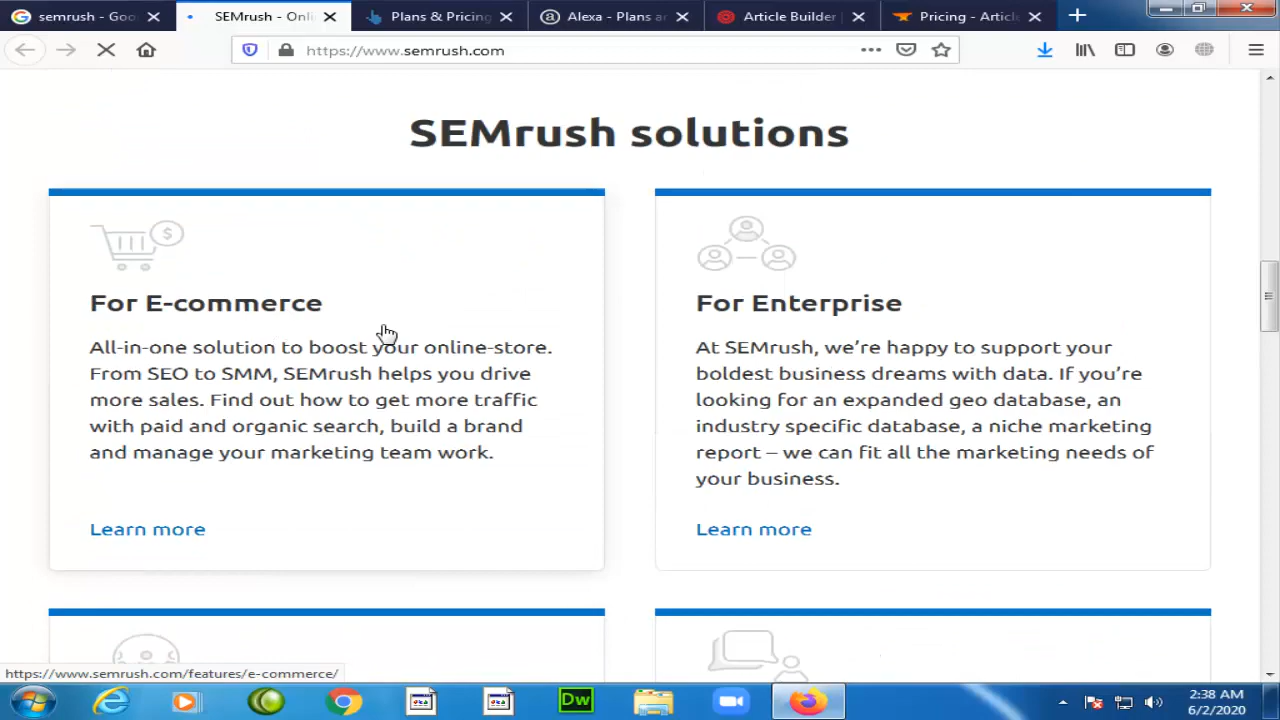 semrush - Goo
SEMrush - Onli
Plans & Pricing
Alexa - Plans a
Article Builder
Pricing - Article
https://www.semrush.com
SEMrush solutions
For E-commerce
All-in-one solution to boost your online-store.
From SEO to SMM, SEMrush helps you drive
more sales. Find out how to get more traffic
with paid and organic search, build a brand
and manage your marketing team work.
Learn more
For Enterprise
At SEMrush, we’re happy to support your
boldest business dreams with data. If you’re
looking for an expanded geo database, an
industry specific database, a niche marketing
report – we can fit all the marketing needs of
your business.
Learn more
https://www.semrush.com/features/e-commerce/
Dw
2:38 AM
6/2/2020